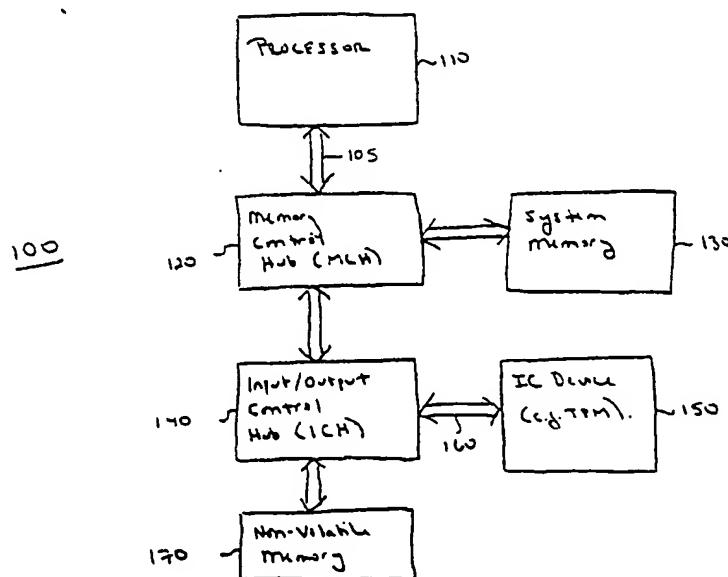 PROCESSOR
110
105
100
Memory
Control
Hub (MCH)
120
System
Memory
130
Input/Output
Control
Hub (ICH)
140
IC Device
(e.g. TPM).
150
160
Non-Volatile
Memory
170